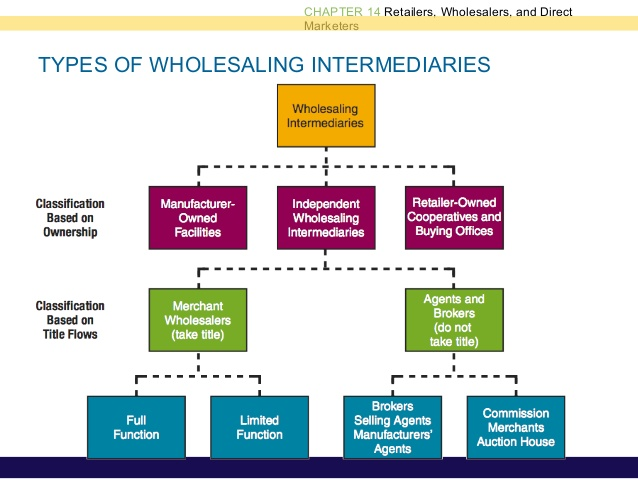 CHAPTER 14 Retailers, Wholesalers, and Direct
Marketers
TYPES OF WHOLESALING INTERMEDIARIES
Wholesaling
Intermediaries
Classification
Based on
Ownership
Manufacturer-
Owned
Facilities
Independent
Wholesaling
Intermediaries
Retailer-Owned
Cooperatives and
Buying Offices
Classification
Based on
Title Flows
Merchant
Wholesalers
(take title)
Agents and
Brokers
(do not
take title)
Full
Function
Limited
Function
Brokers
Selling Agents
Manufacturers'
Agents
Commission
Merchants
Auction House